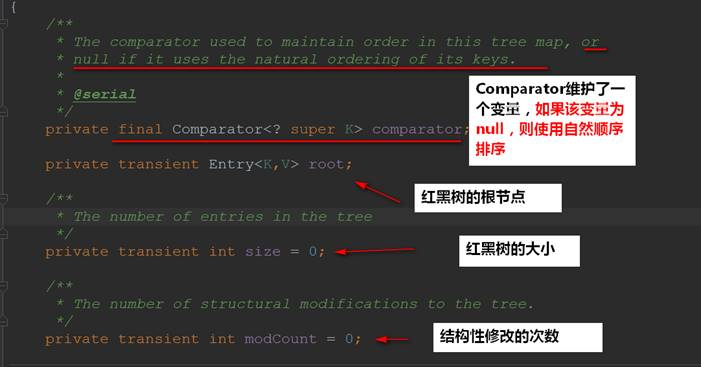 {
/**
* The comparator used to maintain order in this tree map, or
* null if it uses the natural ordering of its keys.
*
* @serial
*/
private final Comparator<? super K> comparator;
Comparator维护了一
个变量，如果该变量为
null，则使用自然顺序
排序
private transient Entry<K,V> root;
红黑树的根节点
/**
* The number of entries in the tree
*/
private transient int size = 0;
红黑树的大小
/**
* The number of structural modifications to the tree.
*/
private transient int modCount = 0;
结构性修改的次数